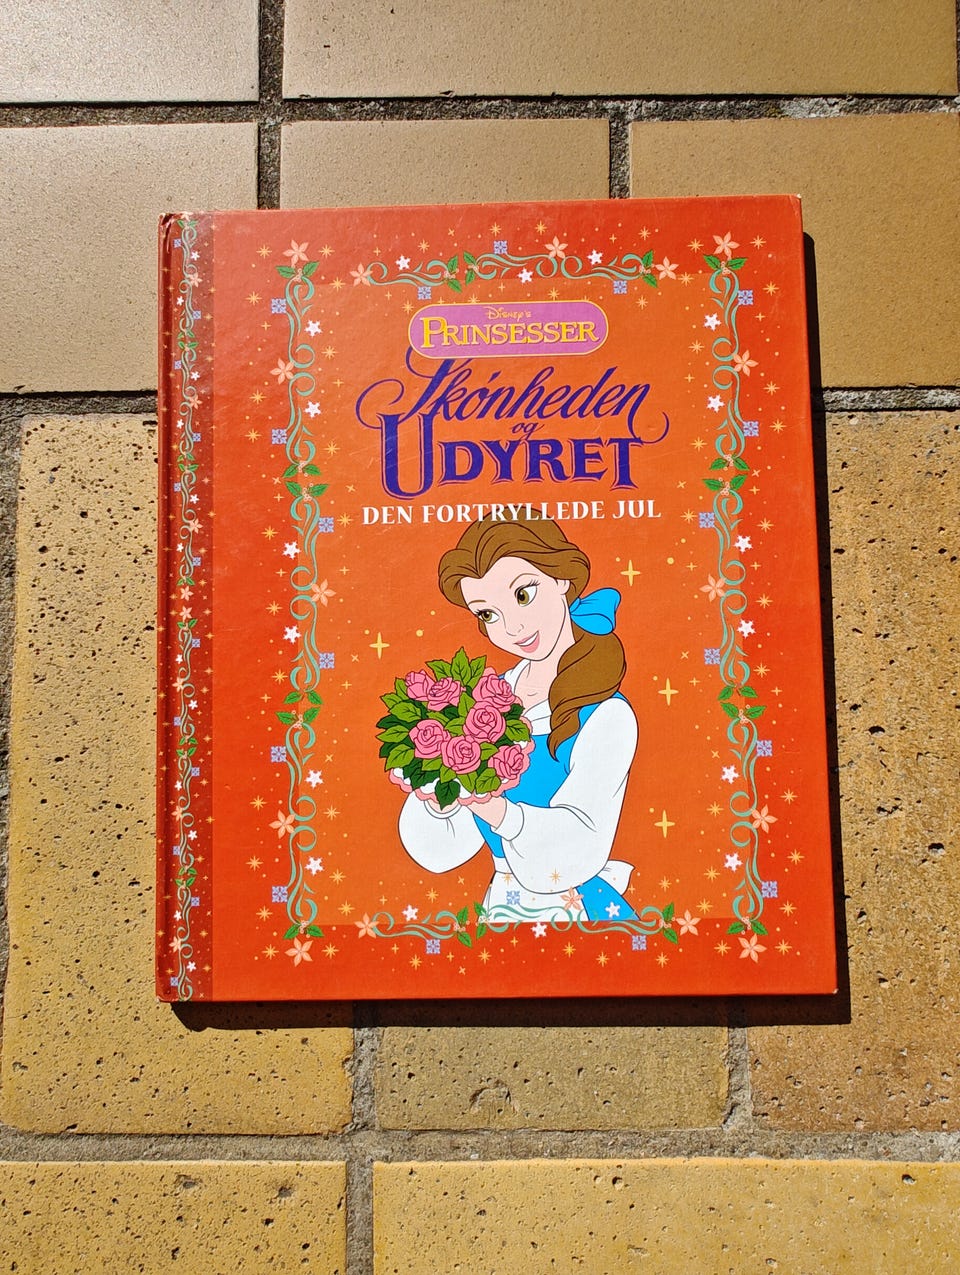 Disney's
PRINSESSER
Skønheden
og
UDYRET
DEN FORTRYLLEDE JUL